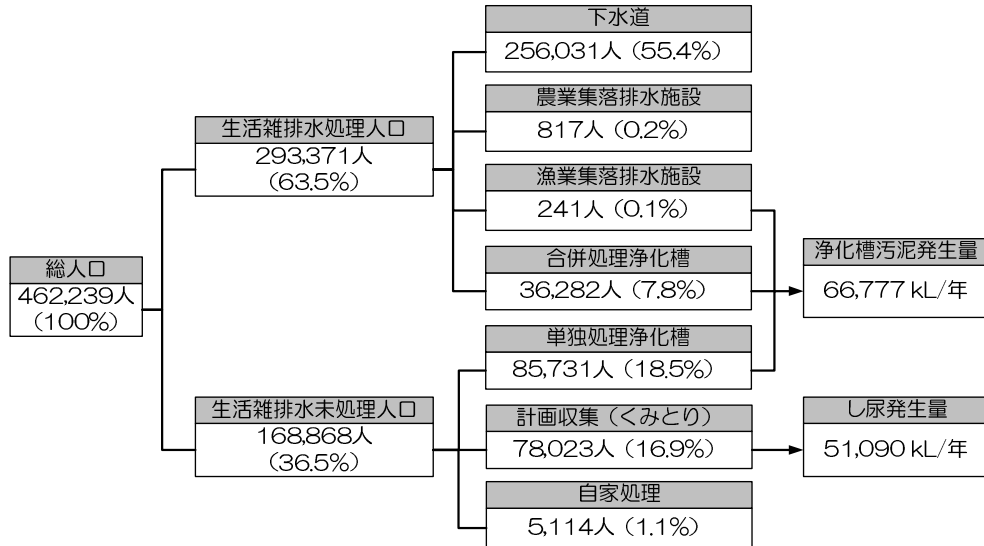 総人口
462,239人
(100%)
生活雑排水処理人口
293,371人
(63.5%)
下水道
256,031人（55.4%）
農業集落排水施設
817人（0.2%）
漁業集落排水施設
241人（0.1%）
合併処理浄化槽
36,282人（7.8%）
浄化槽汚泥発生量
66,777 kL/年
生活雑排水未処理人口
168,868人
(36.5%)
単独処理浄化槽
85,731人（18.5%）
計画収集（くみとり）
78,023人（16.9%）
自家処理
5,114人（1.1%）
し尿発生量
51,090 kL/年